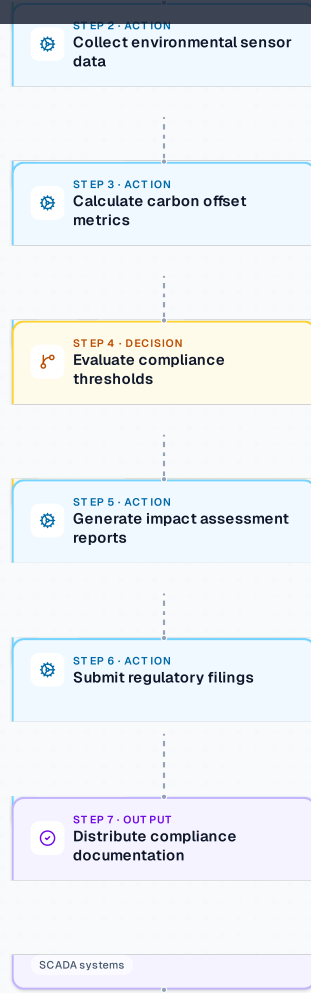 STEP 2 · ACTION
Collect environmental sensor
data
STEP 3 · ACTION
Calculate carbon offset
metrics
STEP 4 · DECISION
Evaluate compliance
thresholds
STEP 5 · ACTION
Generate impact assessment
reports
STEP 6 · ACTION
Submit regulatory filings
STEP 7 · OUTPUT
Distribute compliance
documentation
SCADA systems